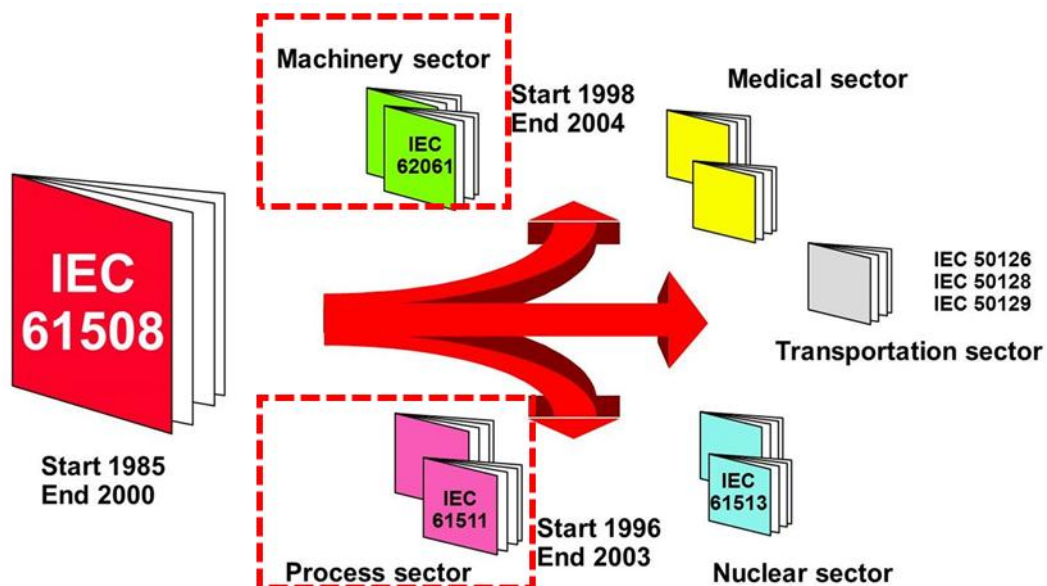 Machinery sector
IEC
62061
Start 1998
End 2004
Medical sector
IEC
61508
Start 1985
End 2000
IEC 50126
IEC 50128
IEC 50129
Transportation sector
IEC
61511
Start 1996
End 2003
Process sector
IEC
61513
Nuclear sector